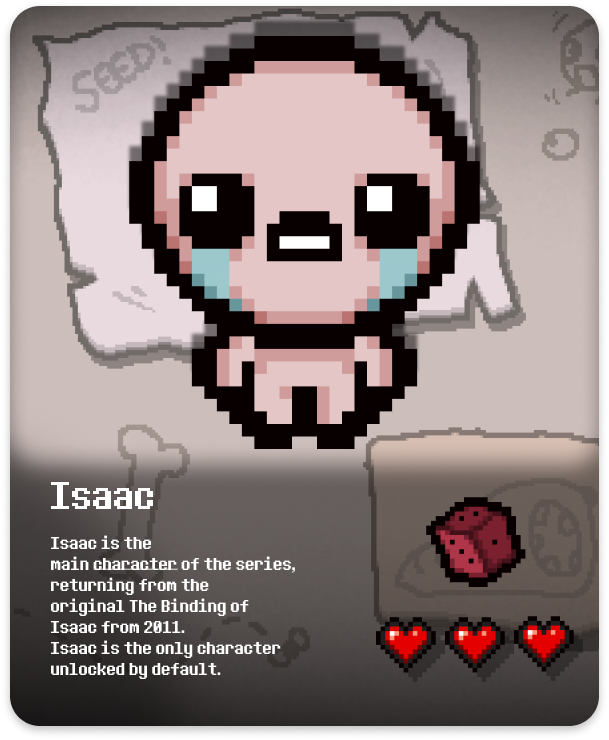 SEED!
Isaac
Isaac is the
main character of the series,
returning from the
original The Binding of
Isaac from 2011.
Isaac is the only character
unlocked by default.